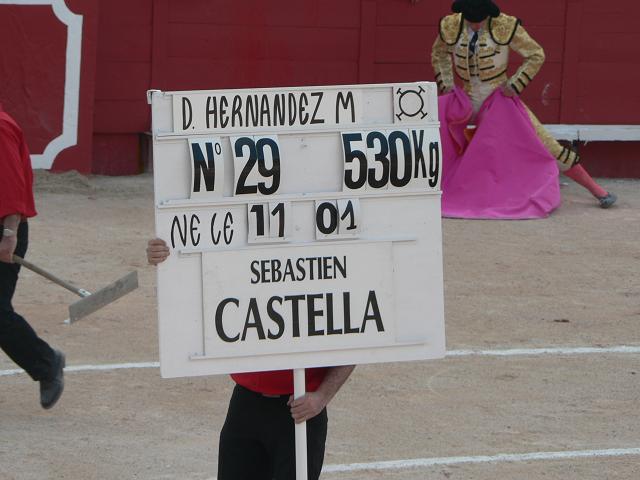 D. HERNANDEZ M
N° 29 530Kg
NE LE 11 01
SEBASTIEN
CASTELLA